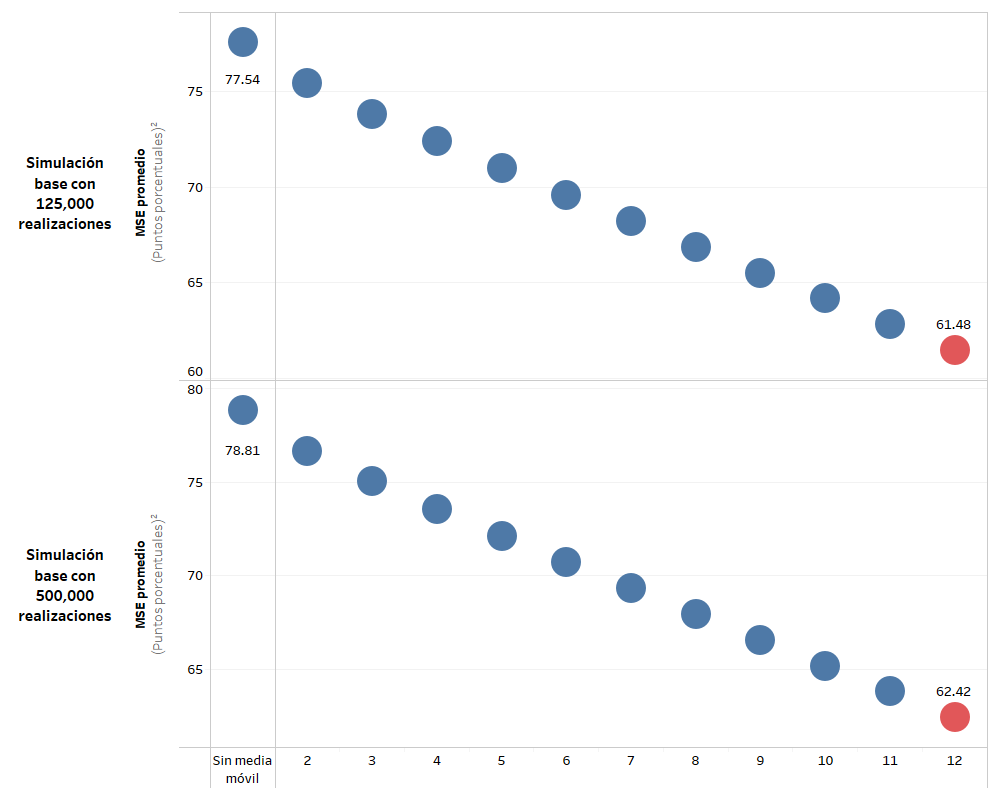 Simulación
base con
125,000
realizaciones
MSE promedio
(Puntos porcentuales)²
75
70
65
60
77.54
61.48
Simulación
base con
500,000
realizaciones
MSE promedio
(Puntos porcentuales)²
80
75
70
65
78.81
62.42
Sin media
móvil
2 3 4 5 6 7 8 9 10 11 12